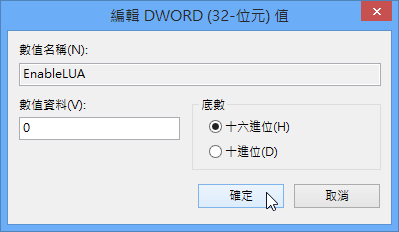 編輯 DWORD (32-位元) 值
數值名稱(N):
EnableLUA
數值資料(V):
0
底數
十六進位(H)
十進位(D)
確定
取消